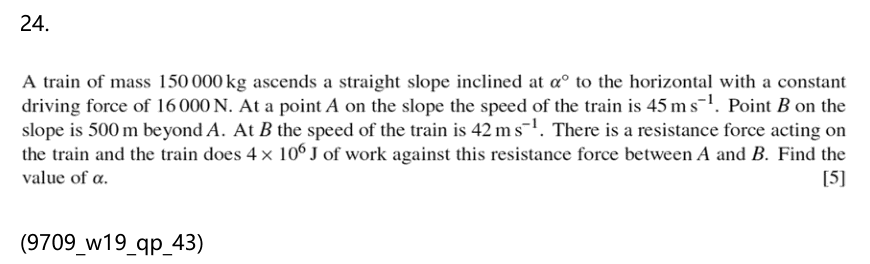 24.
A train of mass 150 000 kg ascends a straight slope inclined at α° to the horizontal with a constant
driving force of 16 000 N. At a point A on the slope the speed of the train is 45 m s⁻¹. Point B on the
slope is 500 m beyond A. At B the speed of the train is 42 m s⁻¹. There is a resistance force acting on
the train and the train does 4 × 10⁶ J of work against this resistance force between A and B. Find the
value of α. [5]
(9709_w19_qp_43)